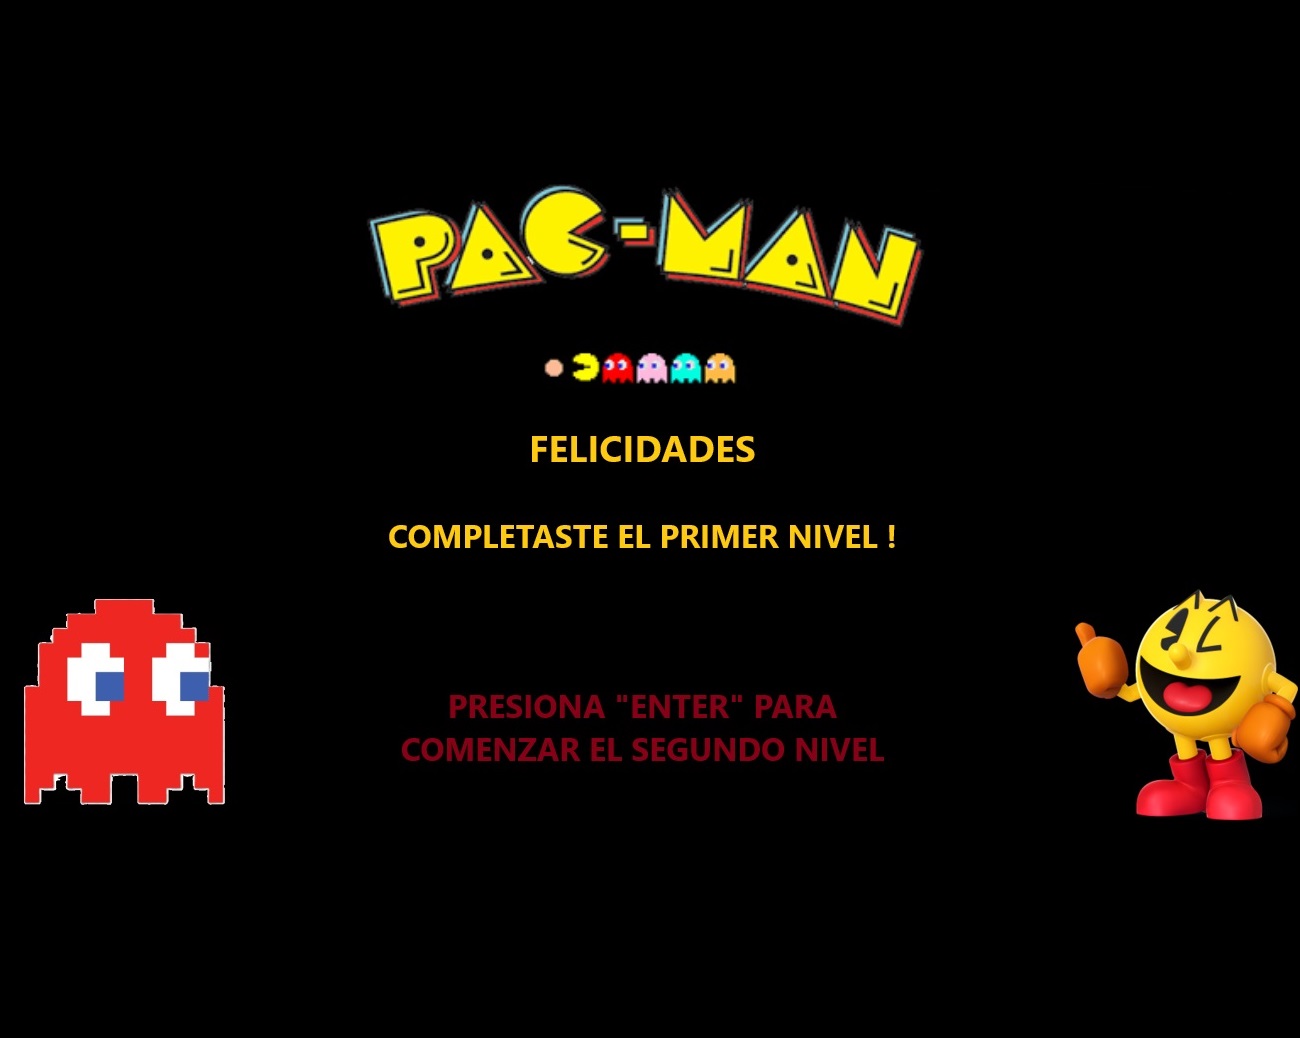 PAC-MAN
FELICIDADES
COMPLETASTE EL PRIMER NIVEL !
PRESIONA "ENTER" PARA
COMENZAR EL SEGUNDO NIVEL